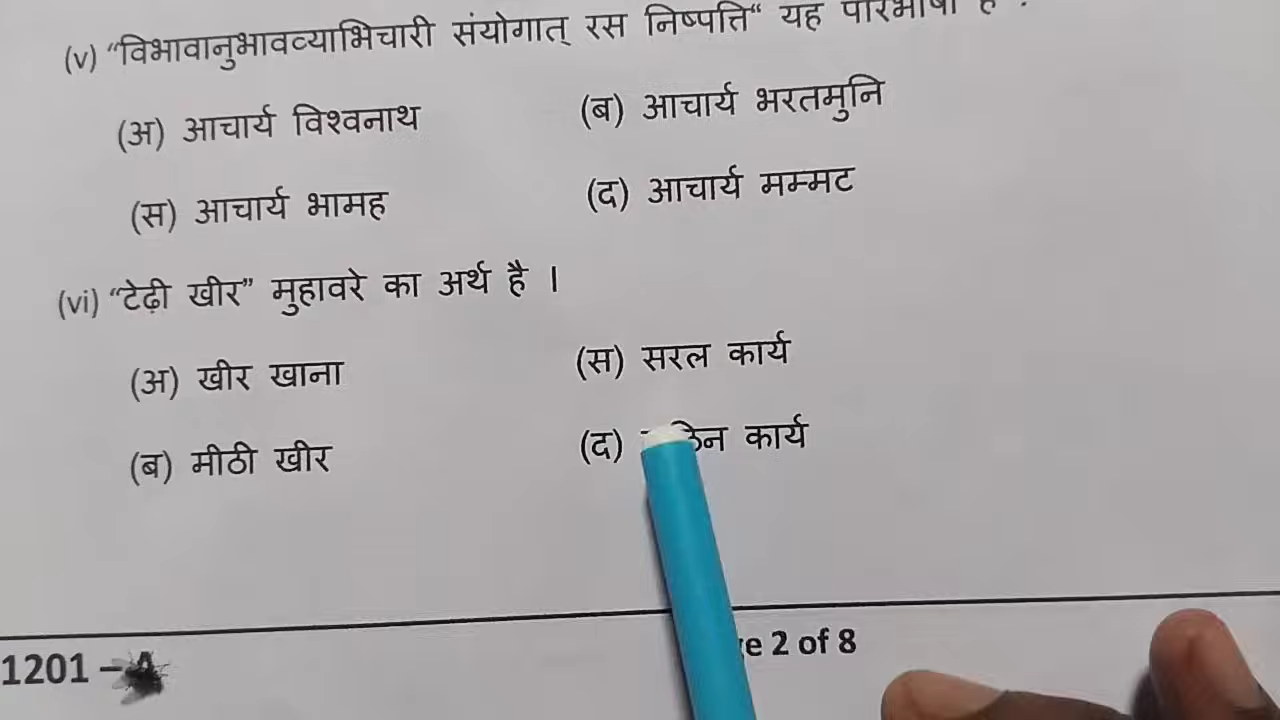 (v) “विभावानुभावव्याभिचारी संयोगात् रस निष्पत्ति“ यह परिभाषा है
(अ) आचार्य विश्वनाथ (ब) आचार्य भरतमुनि
(स) आचार्य भामह (द) आचार्य मम्मट
(vi) “टेढ़ी खीर” मुहावरे का अर्थ है ।
(अ) खीर खाना (स) सरल कार्य
(ब) मीठी खीर (द) कार्य
1201 – 2 of 8